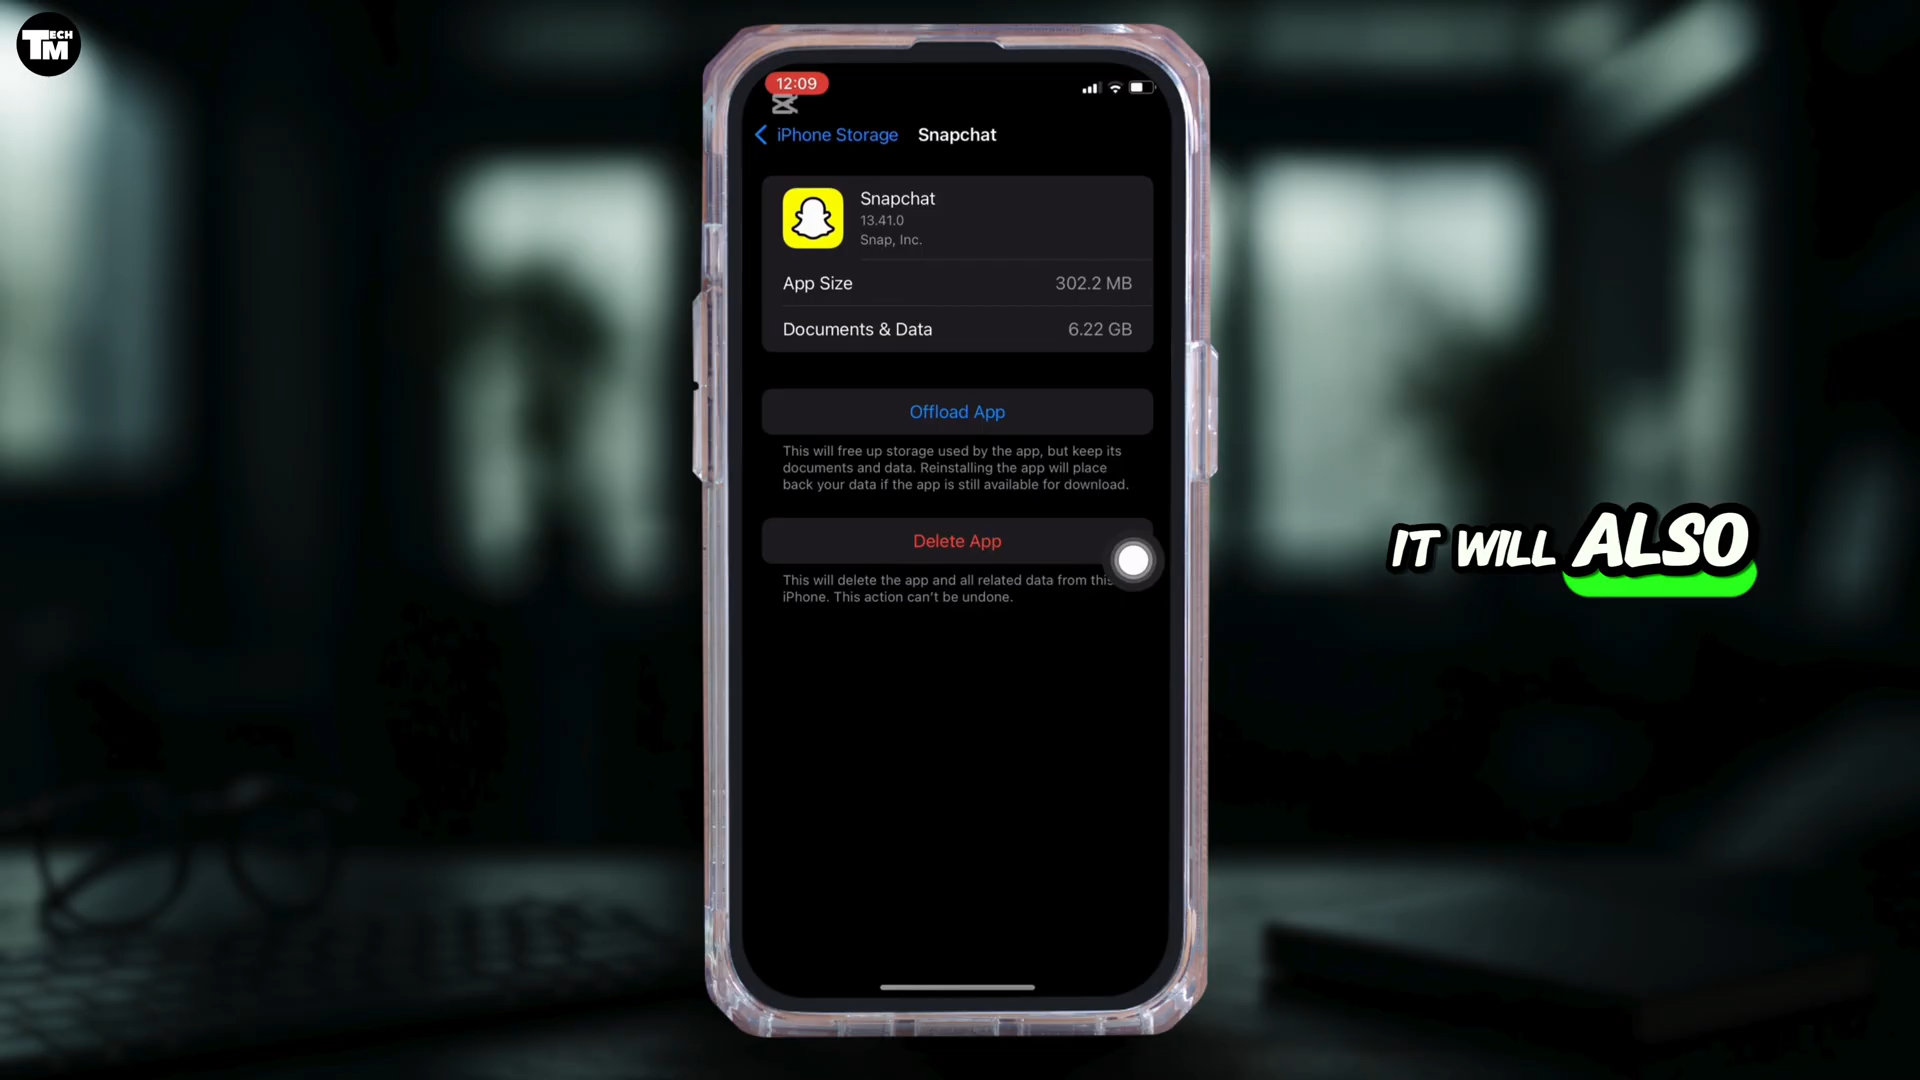 TECH
TM
12:09
iPhone Storage
Snapchat
Snapchat
13.41.0
Snap, Inc.
App Size
302.2 MB
Documents & Data
6.22 GB
Offload App
This will free up storage used by the app, but keep its
documents and data. Reinstalling the app will place
back your data if the app is still available for download.
Delete App
This will delete the app and all related data from this
iPhone. This action can't be undone.
IT WILL ALSO